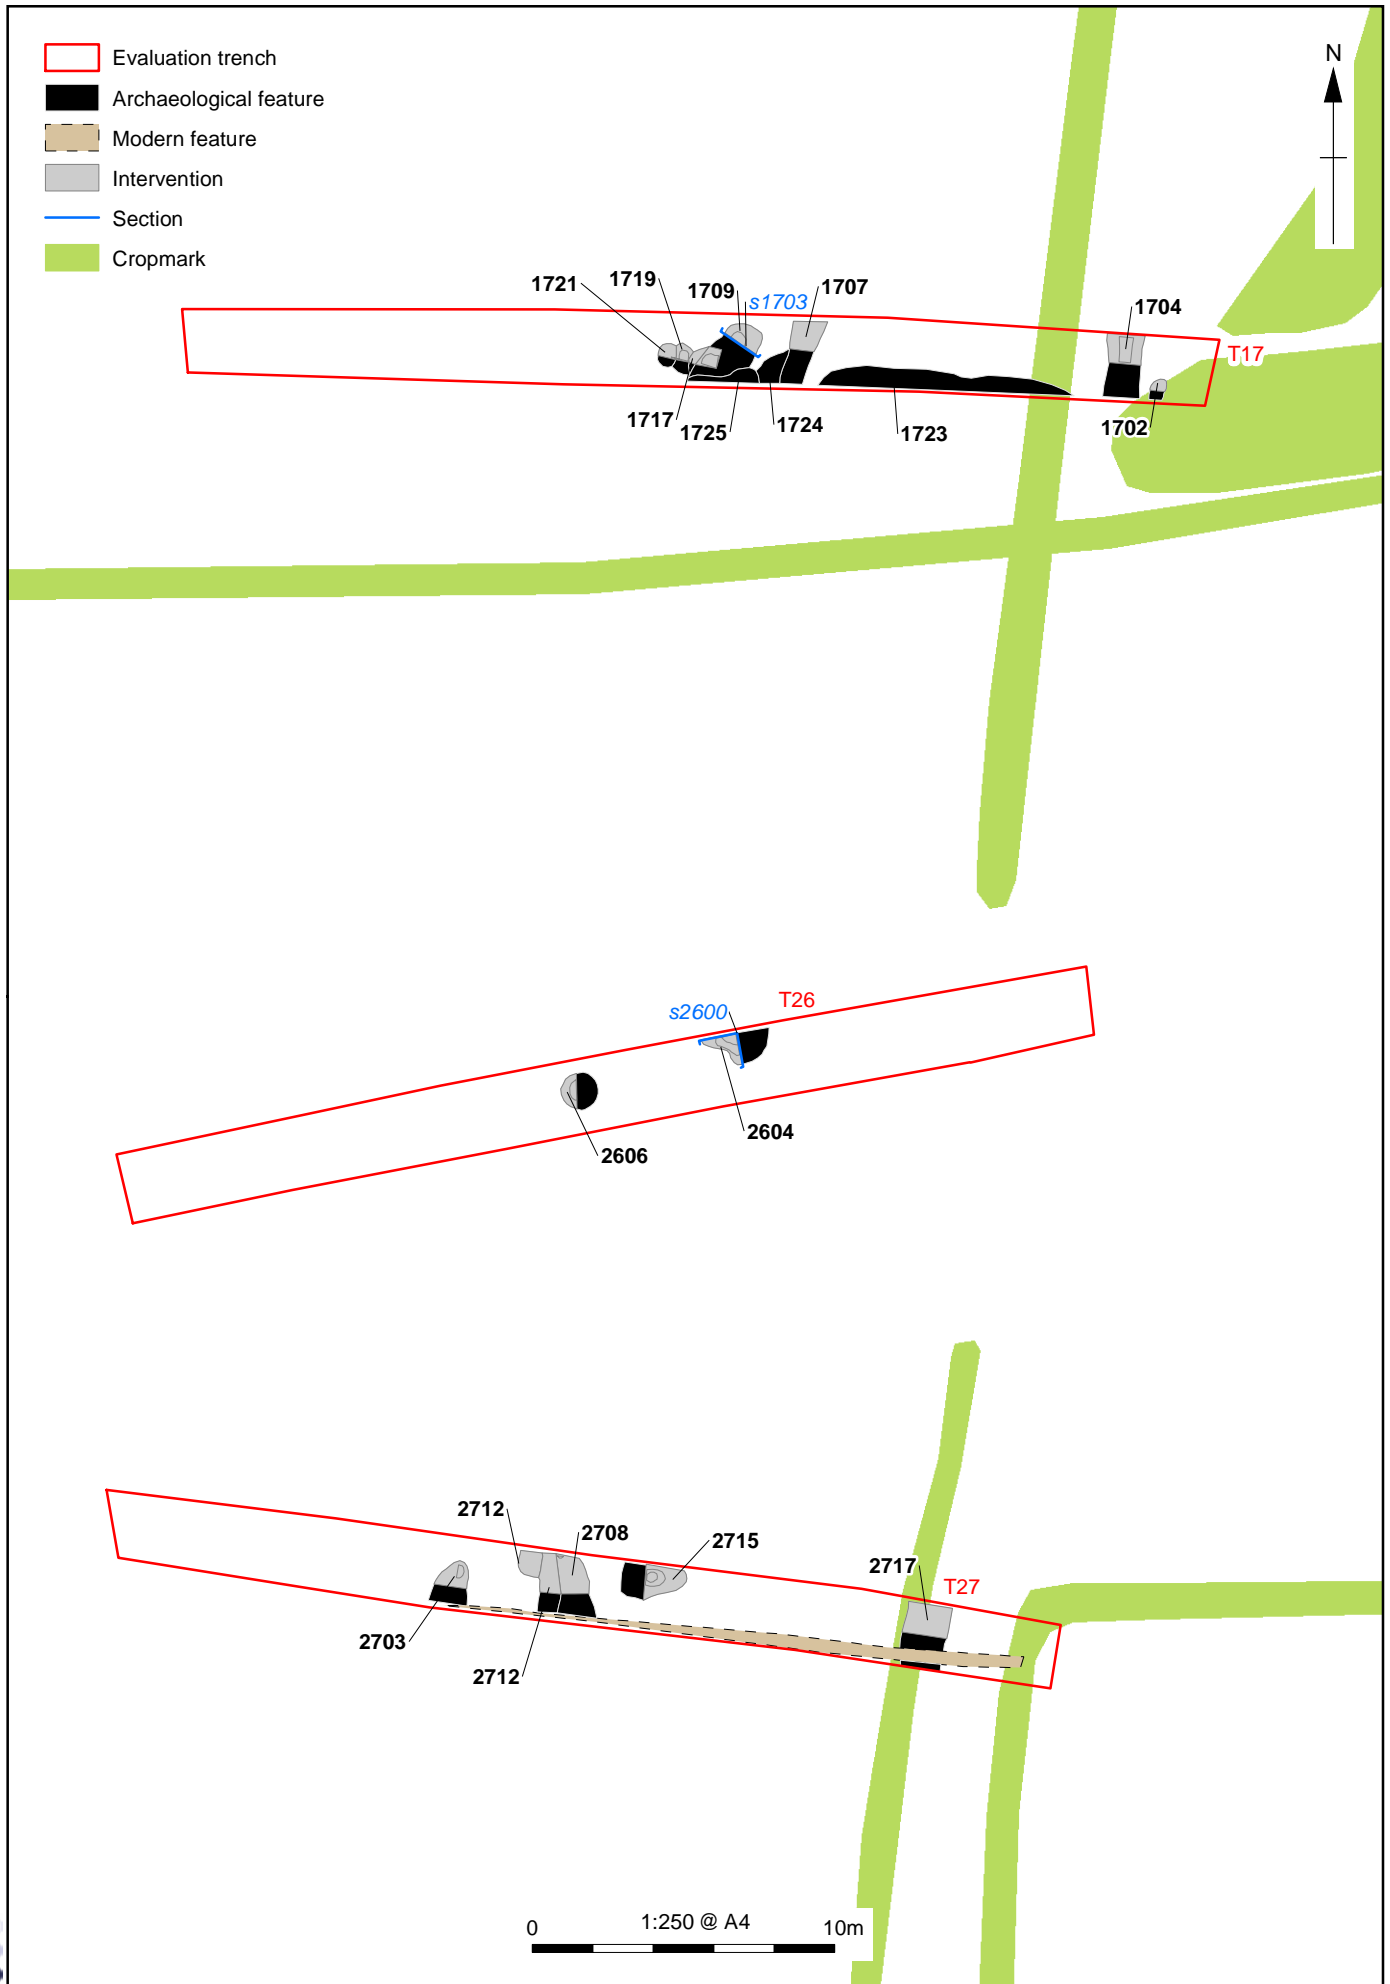 Evaluation trench
Archaeological feature
Modern feature
Intervention
Section
Cropmark
N
1721
1719
1709
s1703
1707
1704
T17
1717
1725
1724
1723
1702
s2600
T26
2604
2606
2712
2708
2715
2717
T27
2703
2712
0 1:250 @ A4 10m